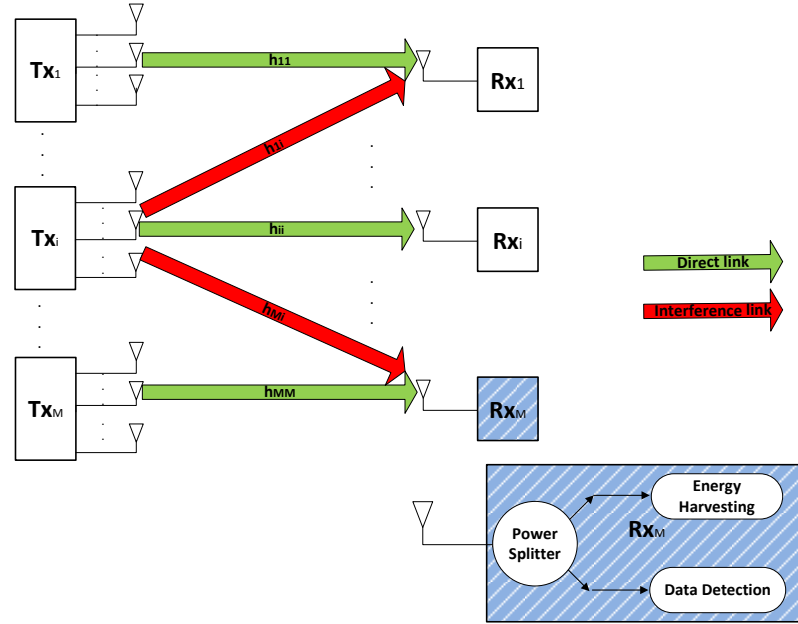 Tx1
h11
Rx1
h1i
Txi
hii
Rxi
Direct link
hMi
Interference link
TxM
hMM
RxM
Energy
Harvesting
Power
Splitter
RxM
Data Detection